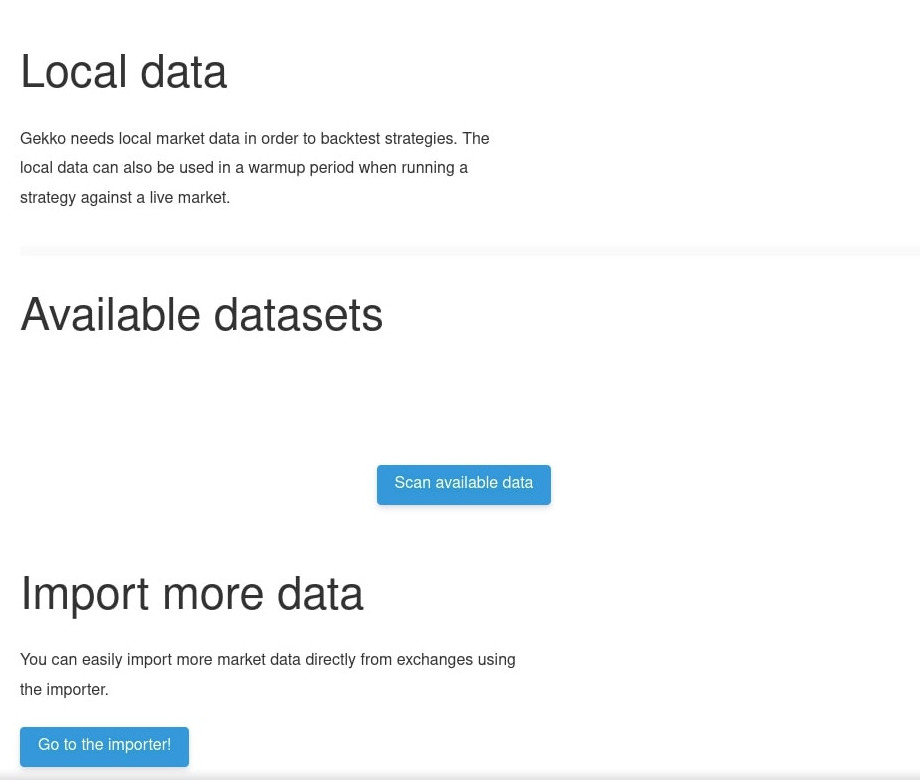 Local data
Gekko needs local market data in order to backtest strategies. The
local data can also be used in a warmup period when running a
strategy against a live market.
Available datasets
Scan available data
Import more data
You can easily import more market data directly from exchanges using
the importer.
Go to the importer!